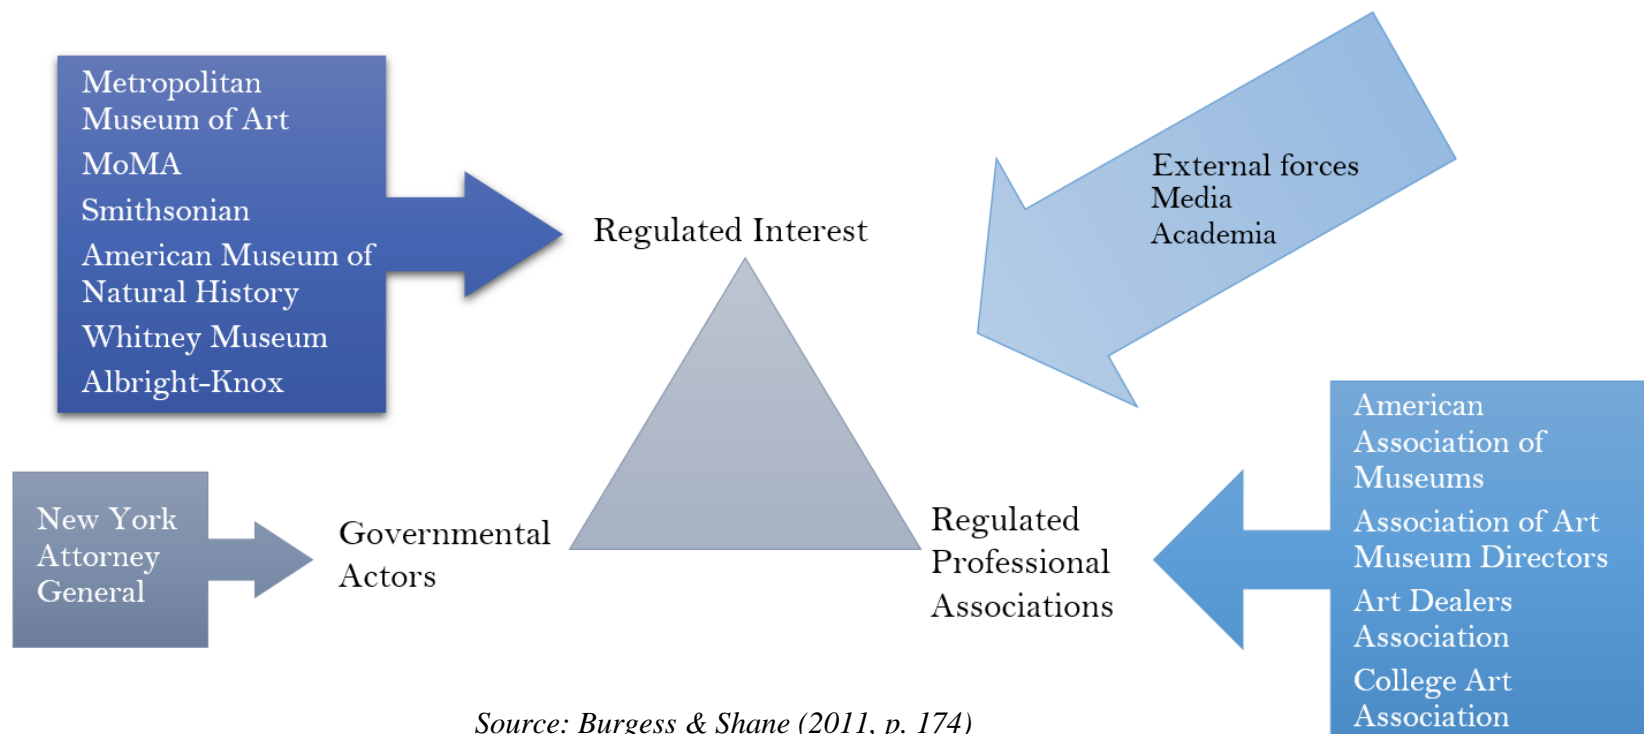 Metropolitan
Museum of Art
MoMA
Smithsonian
American Museum of
Natural History
Whitney Museum
Albright-Knox
Regulated Interest
External forces
Media
Academia
New York
Attorney
General
Governmental
Actors
Regulated
Professional
Associations
American
Association of
Museums
Association of Art
Museum Directors
Art Dealers
Association
College Art
Association
Source: Burgess & Shane (2011, p. 174)